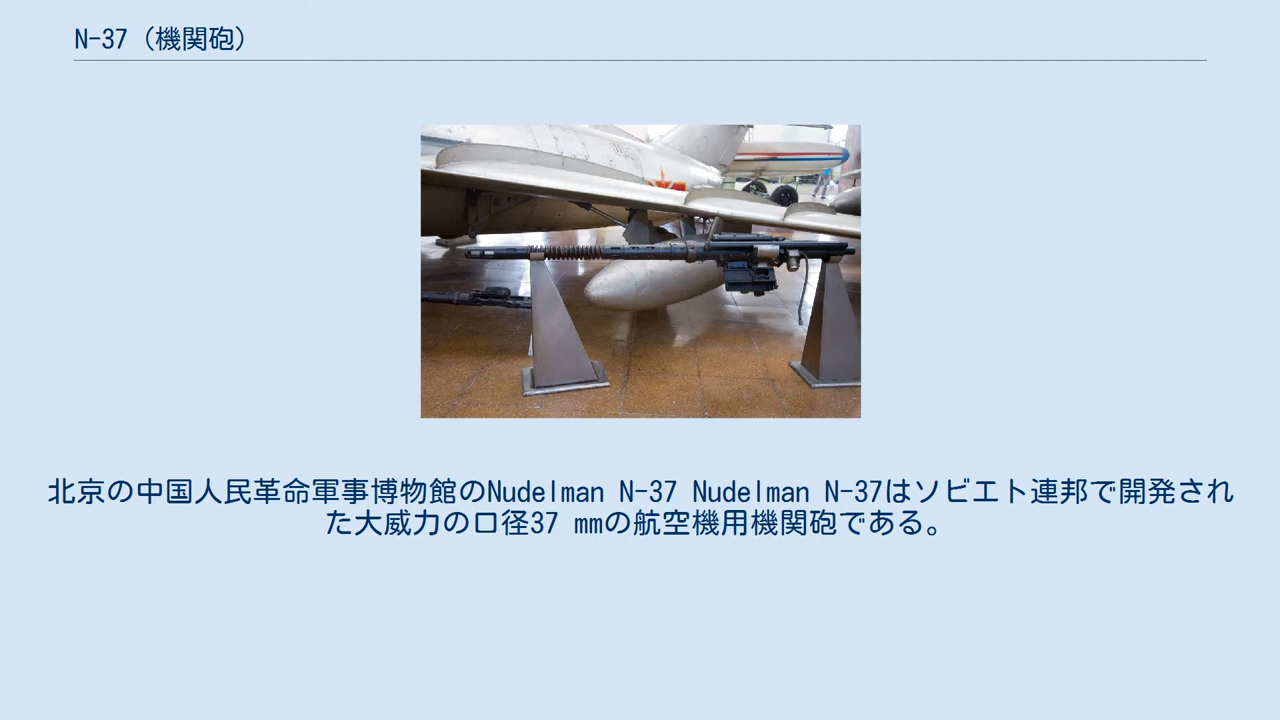 N-37（機関砲）
北京の中国人民革命軍事博物館のNudelman N-37 Nudelman N-37はソビエト連邦で開発され
た大威力の口径37 mmの航空機用機関砲である。